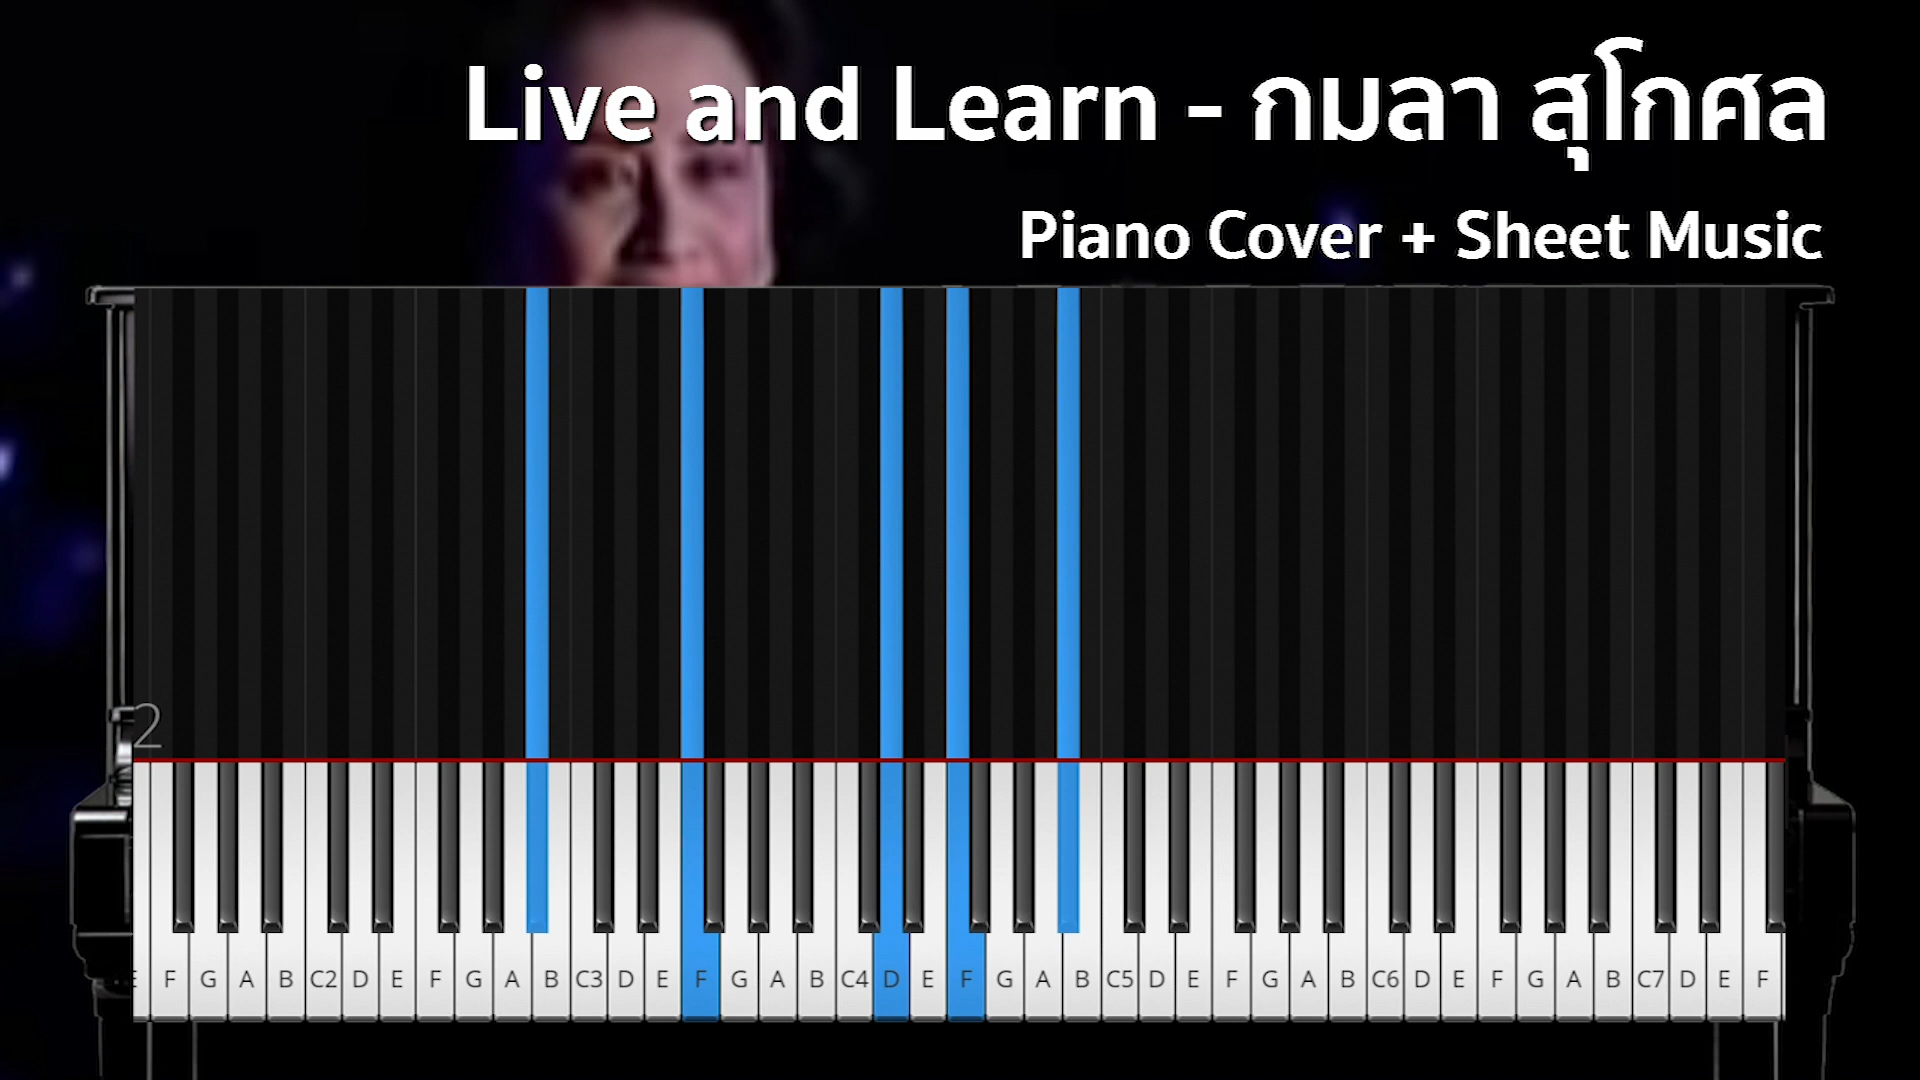 Live and Learn - กมลา สุโกศล
Piano Cover + Sheet Music
2
E F G A B C2 D E F G A B C3 D E F G A B C4 D E F G A B C5 D E F G A B C6 D E F G A B C7 D E F